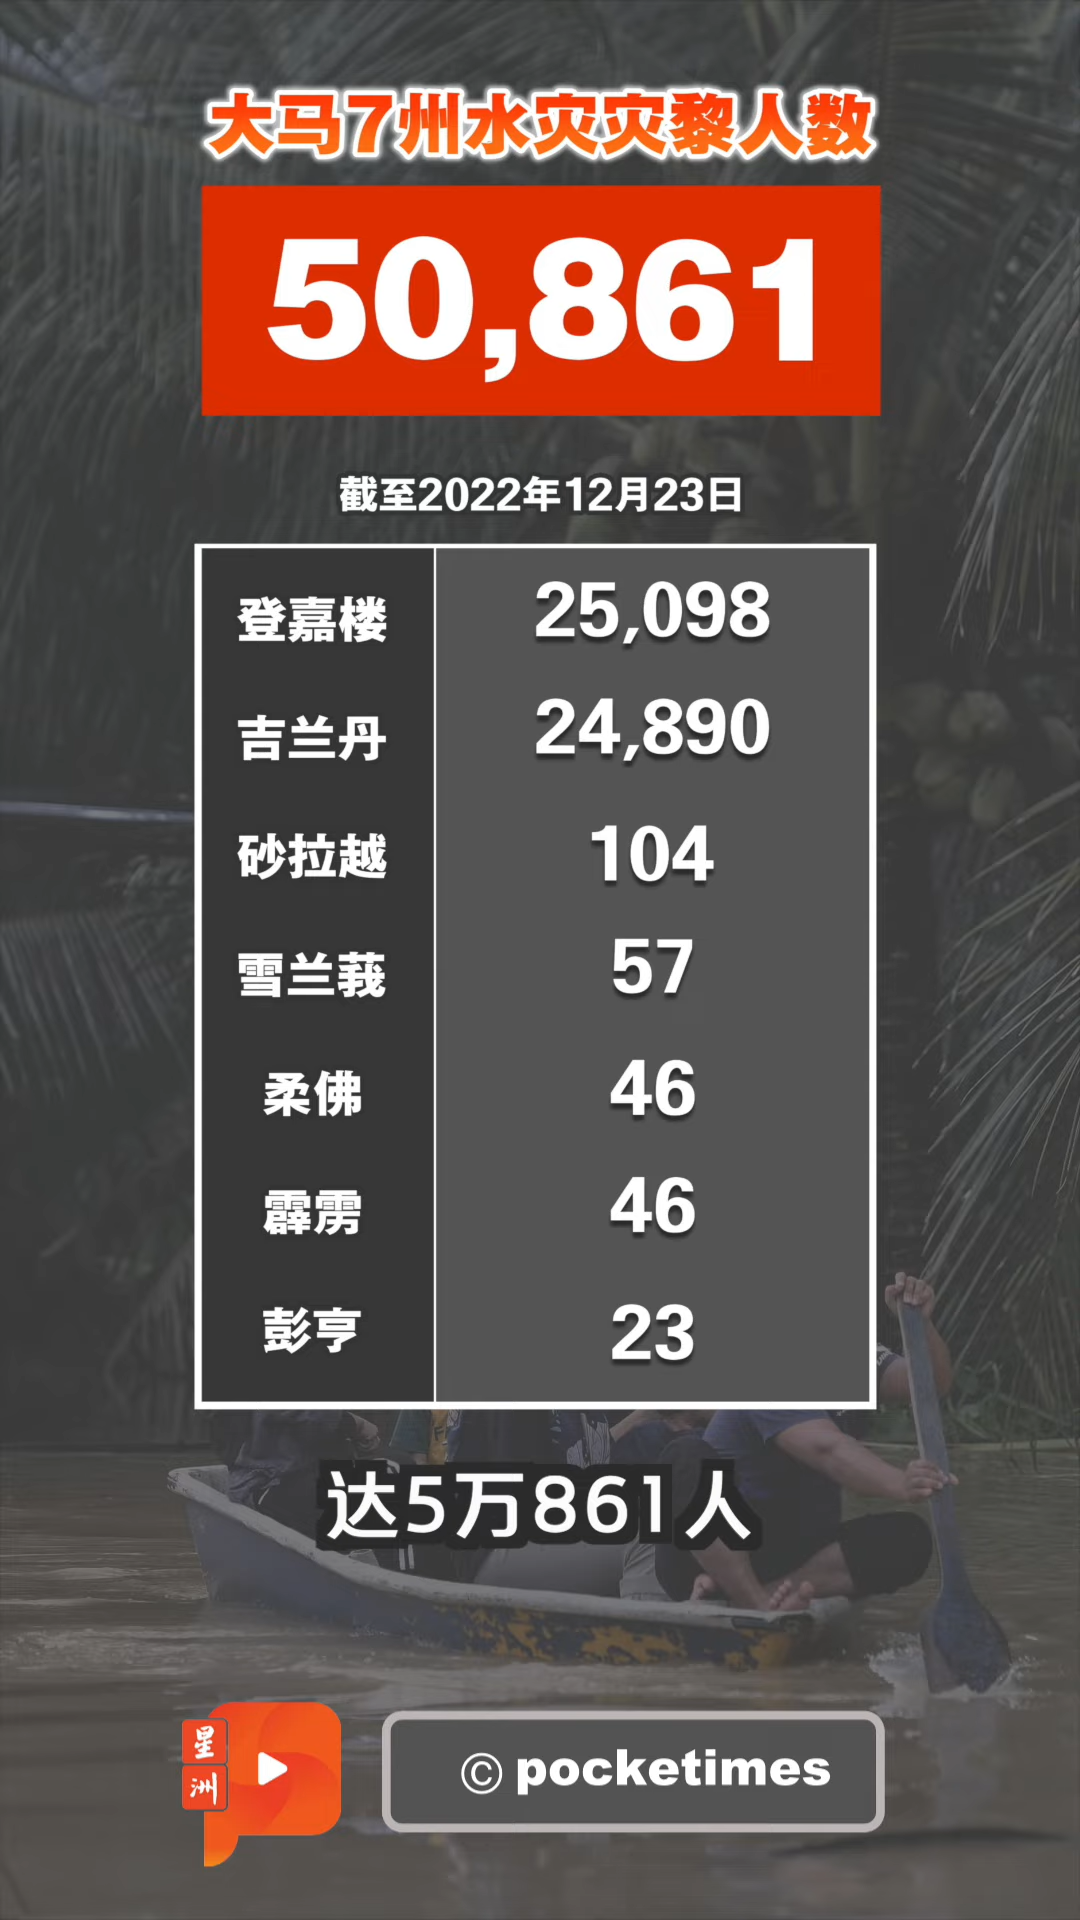 大马7州水灾灾黎人数
50,861
截至2022年12月23日
登嘉楼 25,098
吉兰丹 24,890
砂拉越 104
雪兰莪 57
柔佛 46
霹雳 46
彭亨 23
达5万861人
星洲
© pocketimes